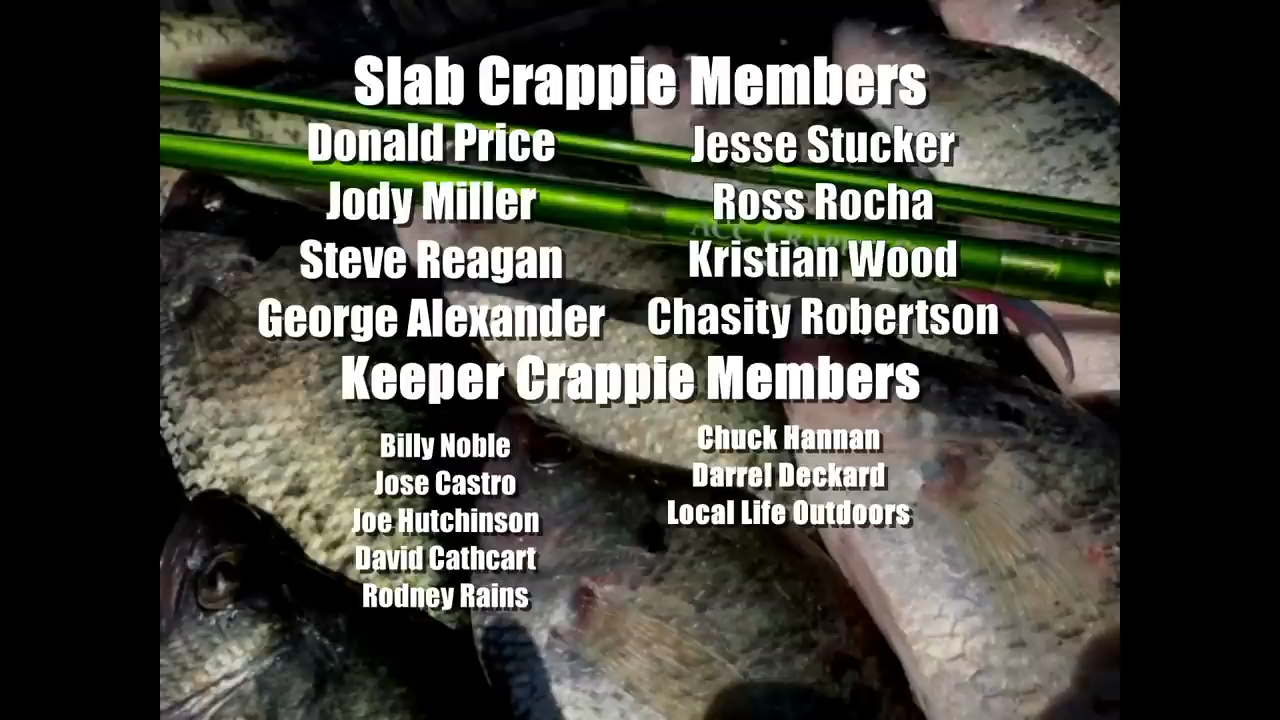 Slab Crappie Members
Donald Price
Jesse Stucker
Jody Miller
Ross Rocha
Steve Reagan
Kristian Wood
George Alexander
Chasity Robertson
Keeper Crappie Members
Billy Noble
Jose Castro
Joe Hutchinson
David Cathcart
Rodney Rains
Chuck Hannan
Darrel Deckard
Local Life Outdoors